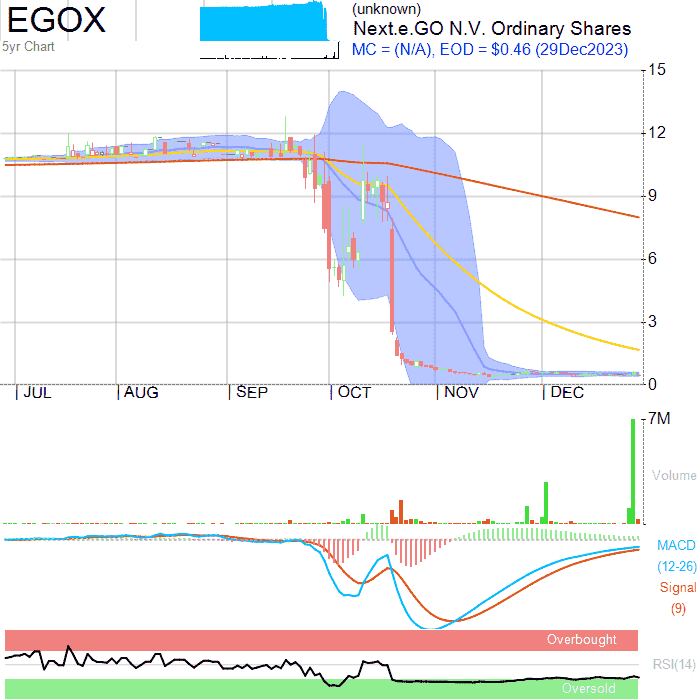 EGOX
5yr Chart
(unknown)
Next.e.GO N.V. Ordinary Shares
MC = (N/A), EOD = $0.46 (29Dec2023)
15
12
9
6
3
0
JUL AUG SEP OCT NOV DEC
7M
Volume
MACD
(12-26)
Signal
(9)
Overbought
RSI(14)
Oversold